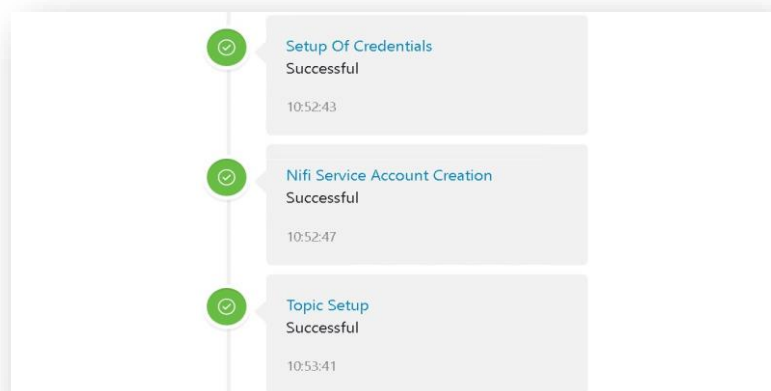 Setup Of Credentials
Successful
10:52:43
Nifi Service Account Creation
Successful
10:52:47
Topic Setup
Successful
10:53:41